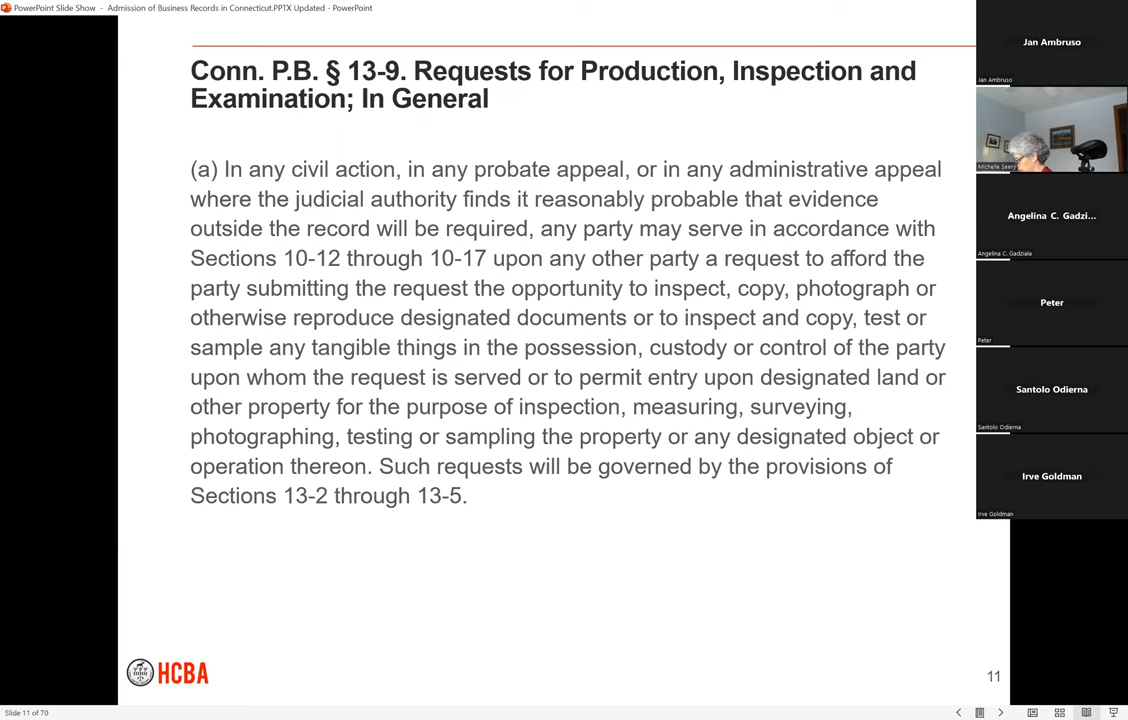 PowerPoint Slide Show - Admission of Business Records in Connecticut.PPTX Updated - PowerPoint
Conn. P.B. § 13-9. Requests for Production, Inspection and
Examination; In General
(a) In any civil action, in any probate appeal, or in any administrative appeal
where the judicial authority finds it reasonably probable that evidence
outside the record will be required, any party may serve in accordance with
Sections 10-12 through 10-17 upon any other party a request to afford the
party submitting the request the opportunity to inspect, copy, photograph or
otherwise reproduce designated documents or to inspect and copy, test or
sample any tangible things in the possession, custody or control of the party
upon whom the request is served or to permit entry upon designated land or
other property for the purpose of inspection, measuring, surveying,
photographing, testing or sampling the property or any designated object or
operation thereon. Such requests will be governed by the provisions of
Sections 13-2 through 13-5.
HCBA
11
Slide 11 of 70
Jan Ambruso
Jan Ambruso
Michelle Seery
Angelina C. Gadzi...
Angelina C. Gadziala
Peter
Peter
Santolo Odierna
Santolo Odierna
Irve Goldman
Irve Goldman